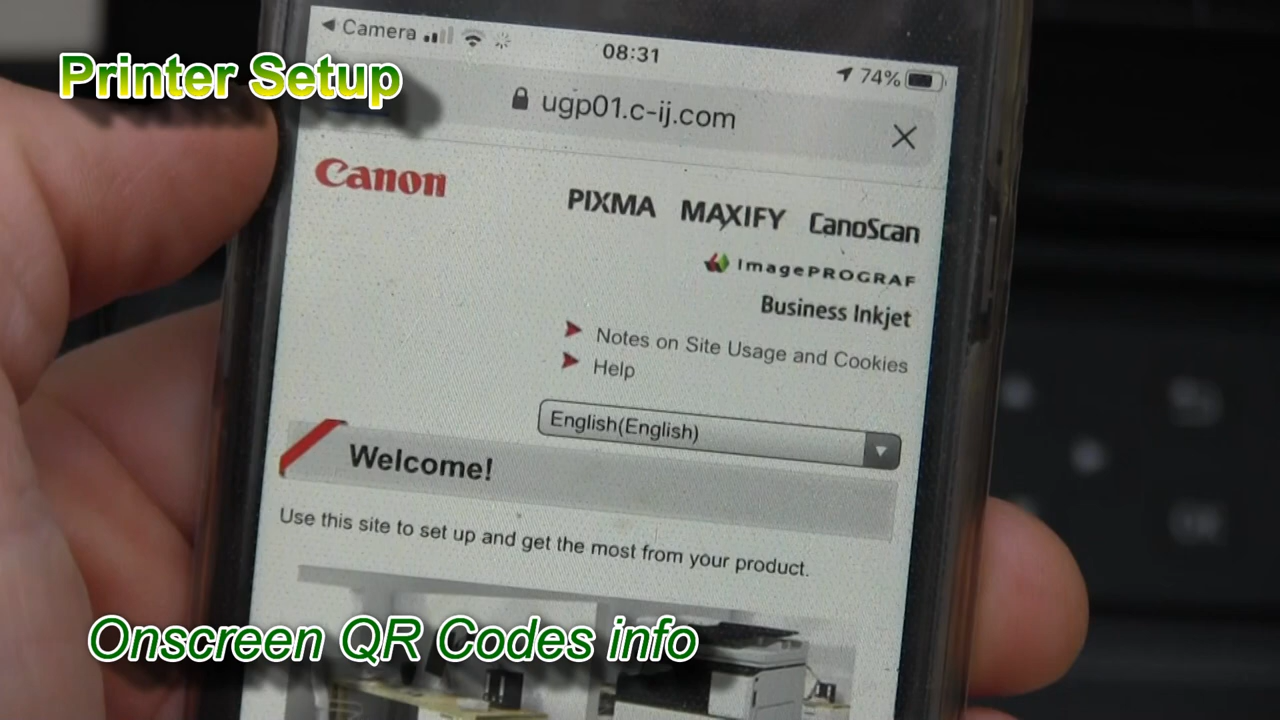 Camera
08:31
74%
Printer Setup
ugp01.c-ij.com
Canon
PIXMA MAXIFY CanoScan
imagePROGRAF
Business Inkjet
Notes on Site Usage and Cookies
Help
English(English)
Welcome!
Use this site to set up and get the most from your product.
Onscreen QR Codes info
OK